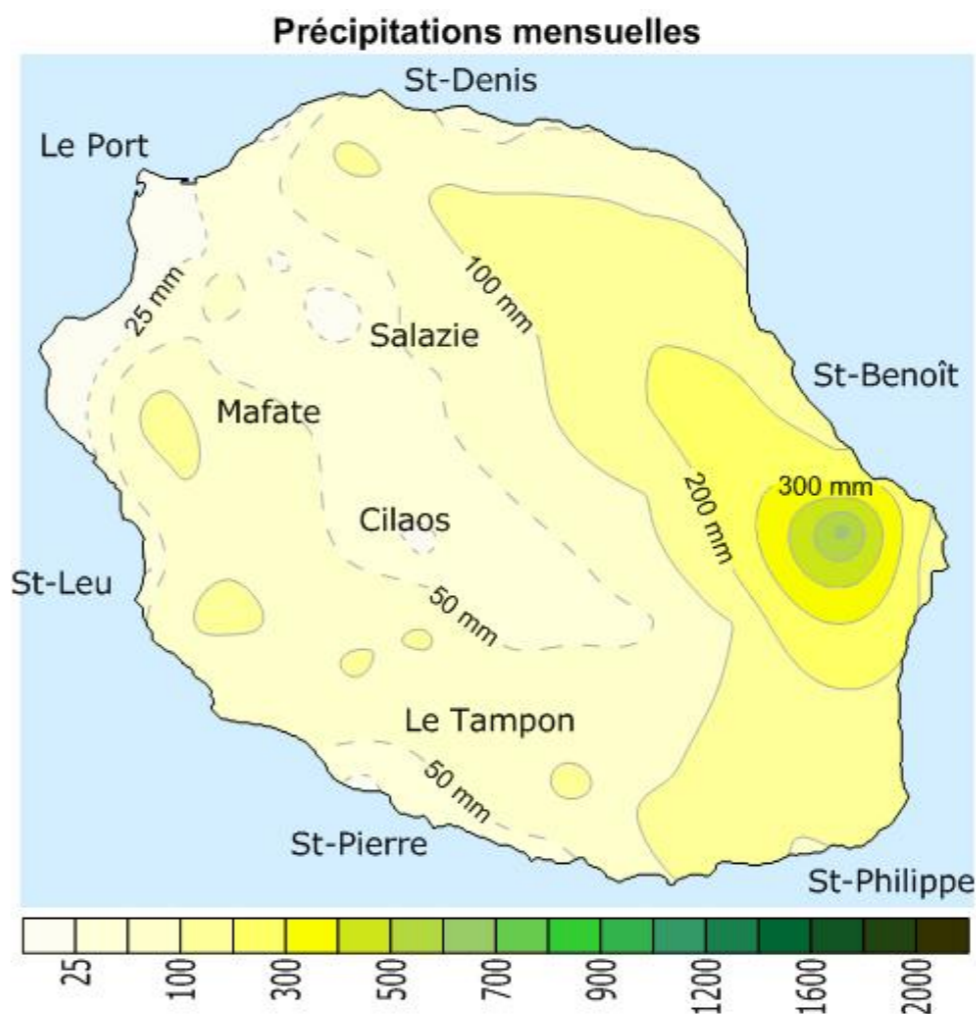 Précipitations mensuelles
St-Denis
Le Port
25 mm
100 mm
Salazie
St-Benoît
Mafate
200 mm
300 mm
Cilaos
St-Leu
50 mm
Le Tampon
50 mm
St-Pierre
St-Philippe
25 100 300 500 700 900 1200 1600 2000